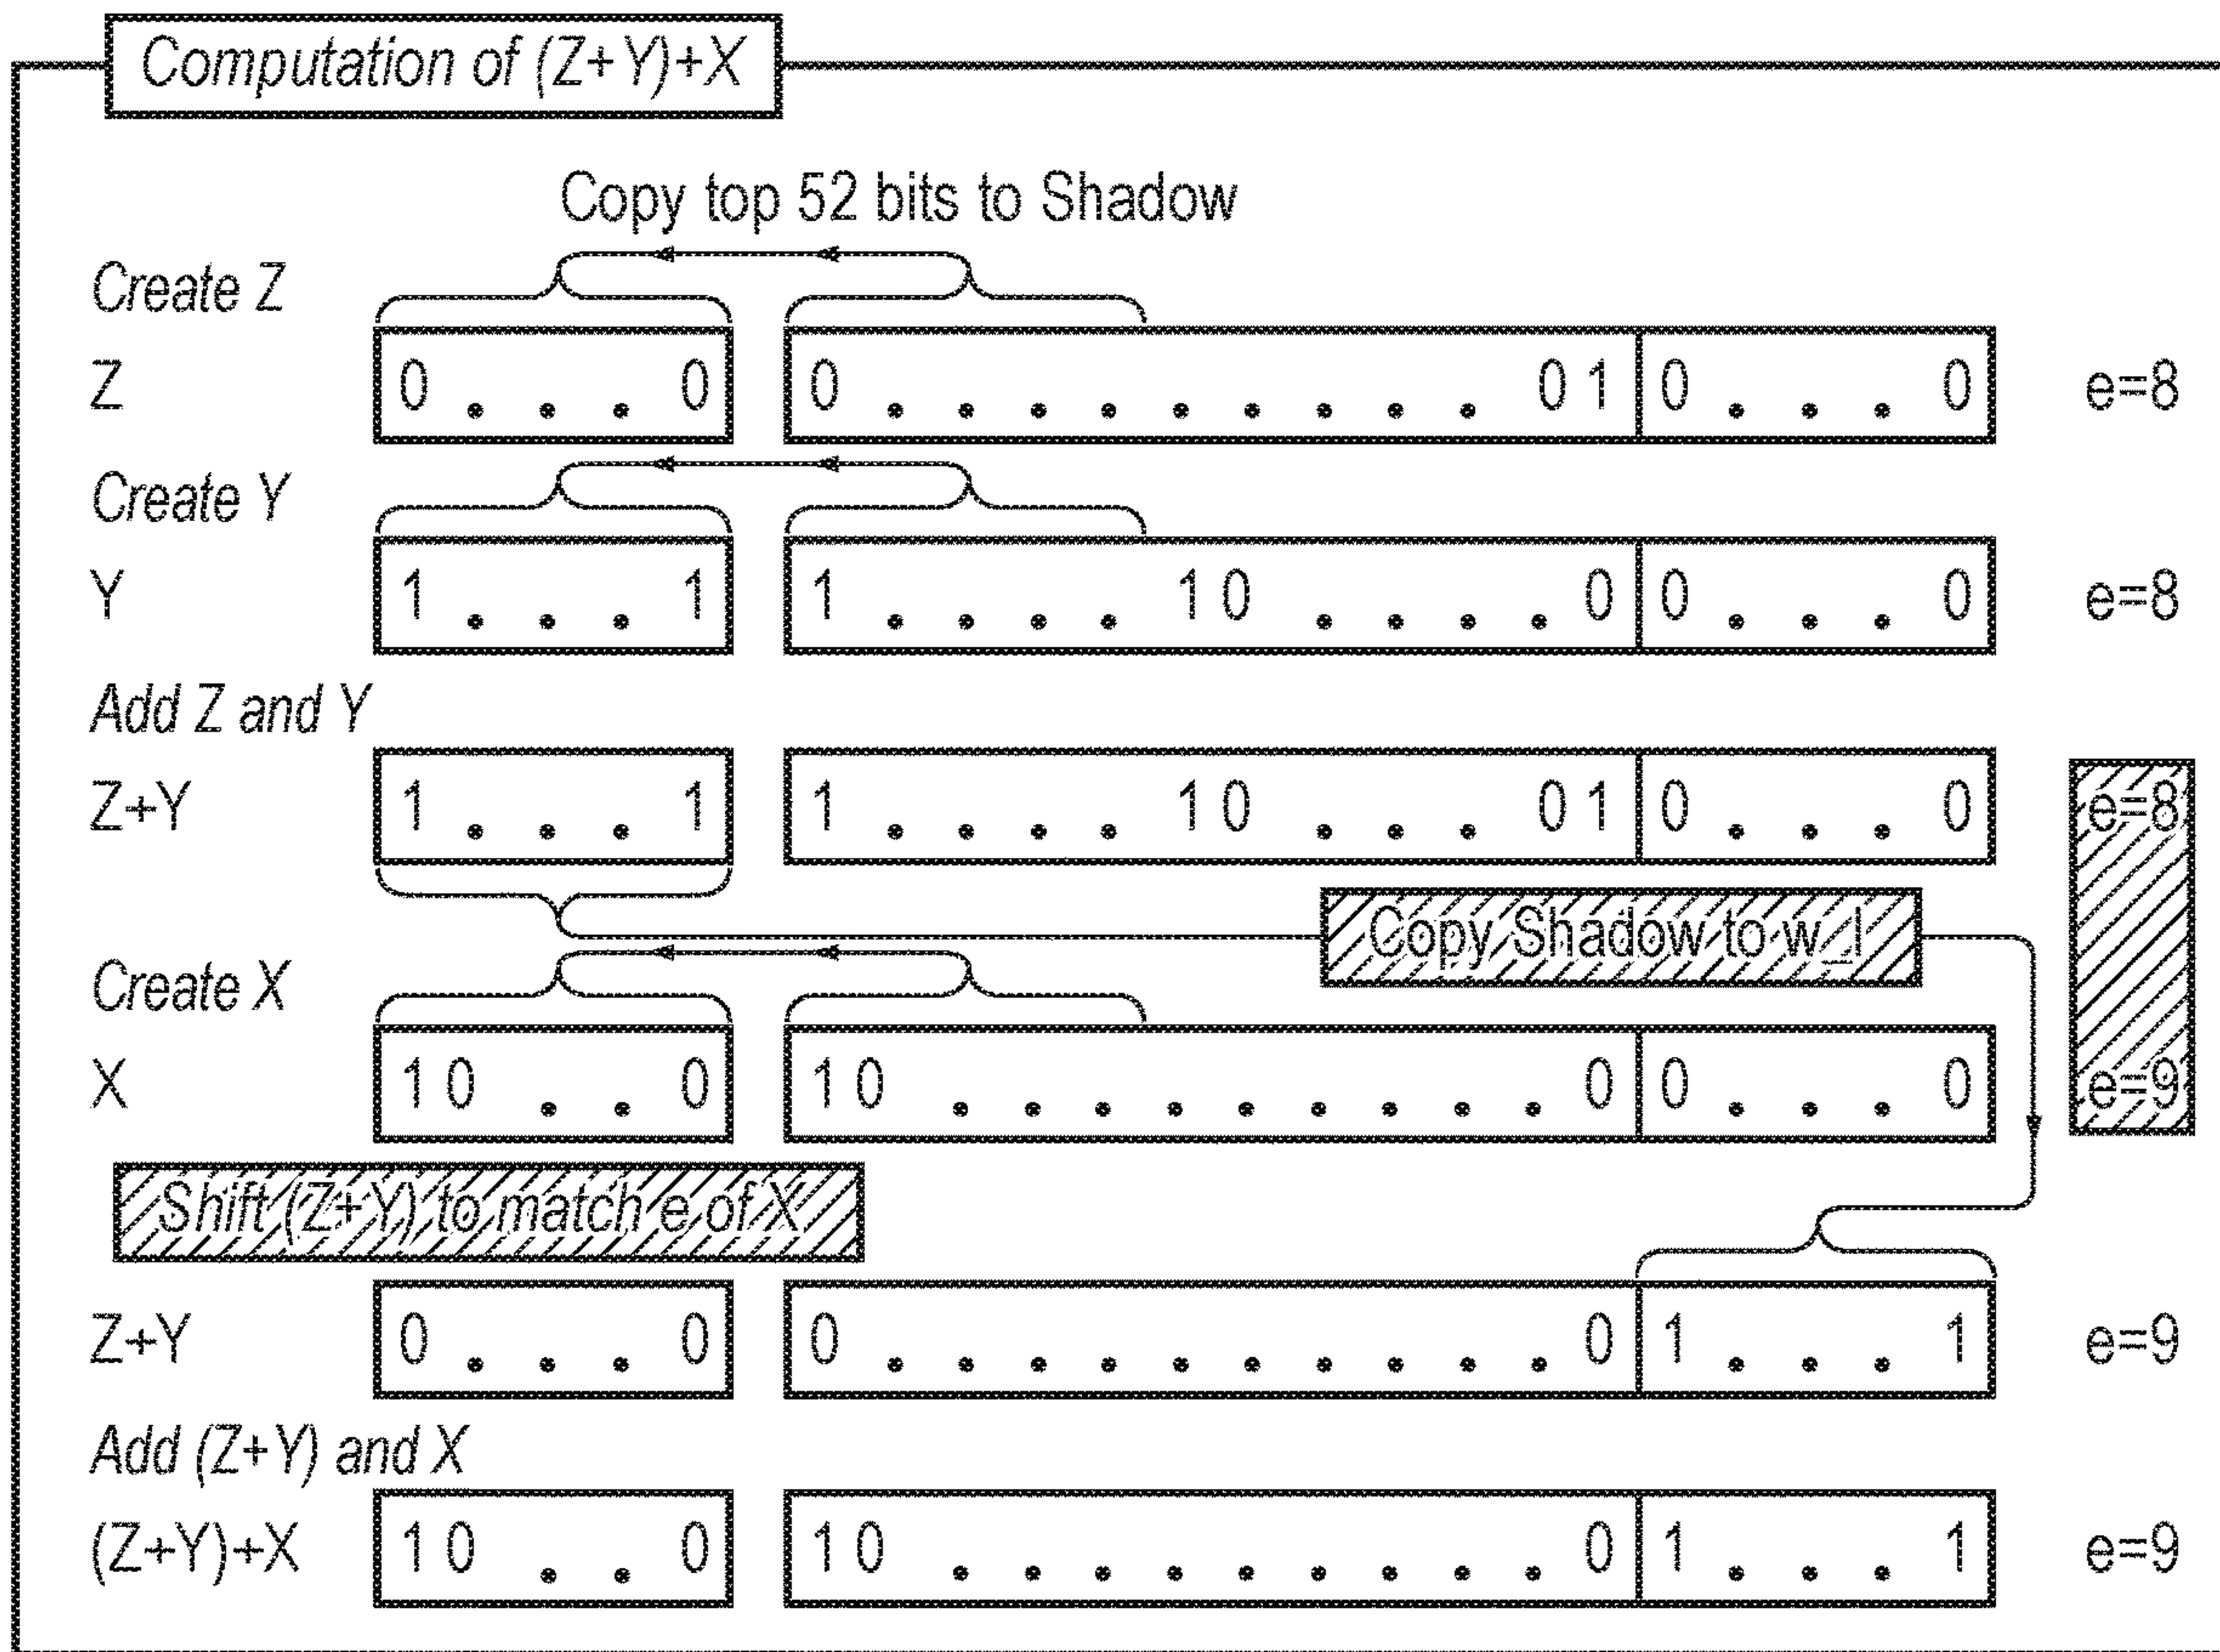 Computation of (Z+Y)+X
Copy top 52 bits to Shadow
Create Z
Z 0 . . . 0 0 . . . . . . . . . 0 1 0 . . . 0 e=8
Create Y
Y 1 . . . 1 1 . . . . 1 0 . . . . 0 0 . . . 0 e=8
Add Z and Y
Z+Y 1 . . . 1 1 . . . . 1 0 . . . 0 1 0 . . . 0 e=8
Copy Shadow to w_l
Create X
X 1 0 . . 0 1 0 . . . . . . . . . 0 0 . . . 0 e=9
Shift (Z+Y) to match e of X
Z+Y 0 . . . 0 0 . . . . . . . . . . 0 1 . . . 1 e=9
Add (Z+Y) and X
(Z+Y)+X 1 0 . . 0 1 0 . . . . . . . . . 0 1 . . . 1 e=9